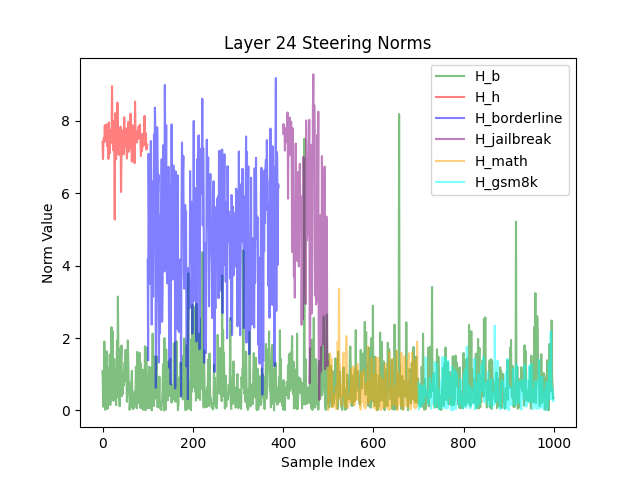 Layer 24 Steering Norms
H_b
H_h
H_borderline
H_jailbreak
H_math
H_gsm8k
Norm Value
8
6
4
2
0
0
200
400
600
800
1000
Sample Index